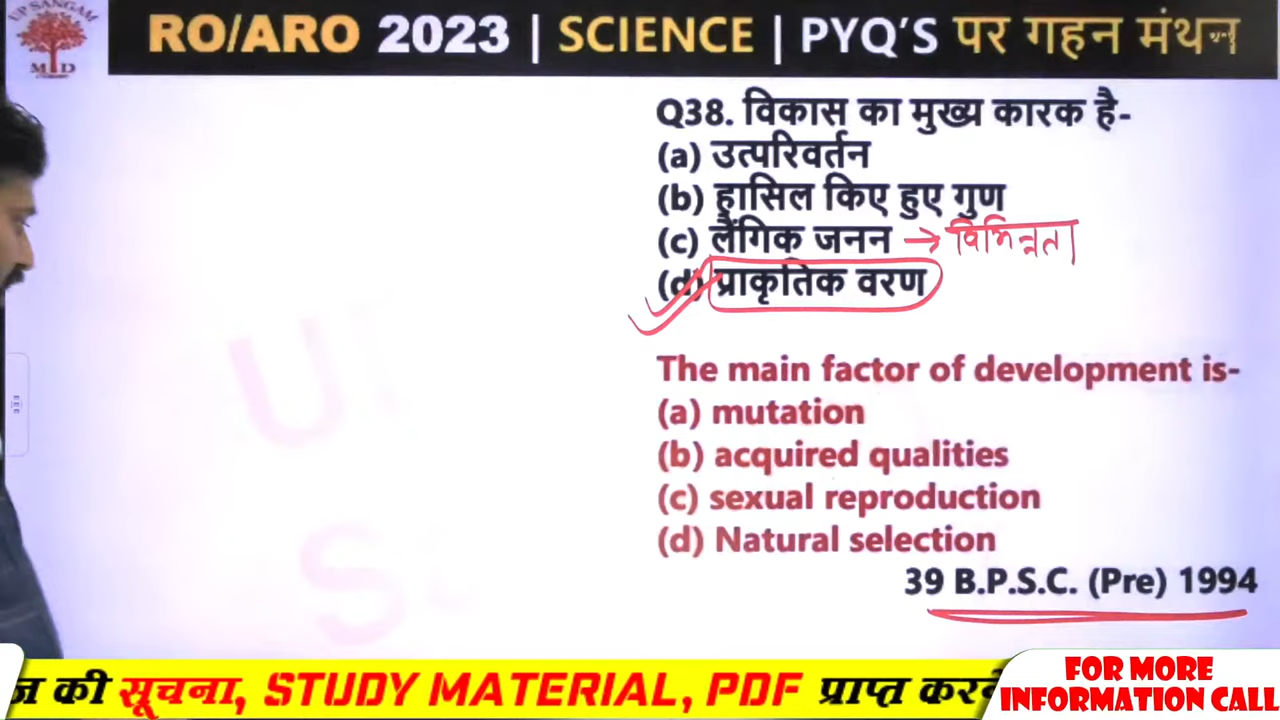 UP SANGAM
RO/ARO 2023 | SCIENCE | PYQ'S पर गहन मंथन
Q38. विकास का मुख्य कारक है-
(a) उत्परिवर्तन
(b) हासिल किए हुए गुण
(c) लैंगिक जनन → विभिन्नता
(d) प्राकृतिक वरण
The main factor of development is-
(a) mutation
(b) acquired qualities
(c) sexual reproduction
(d) Natural selection
39 B.P.S.C. (Pre) 1994
की सूचना, STUDY MATERIAL, PDF प्राप्त करने
FOR MORE
INFORMATION CALL